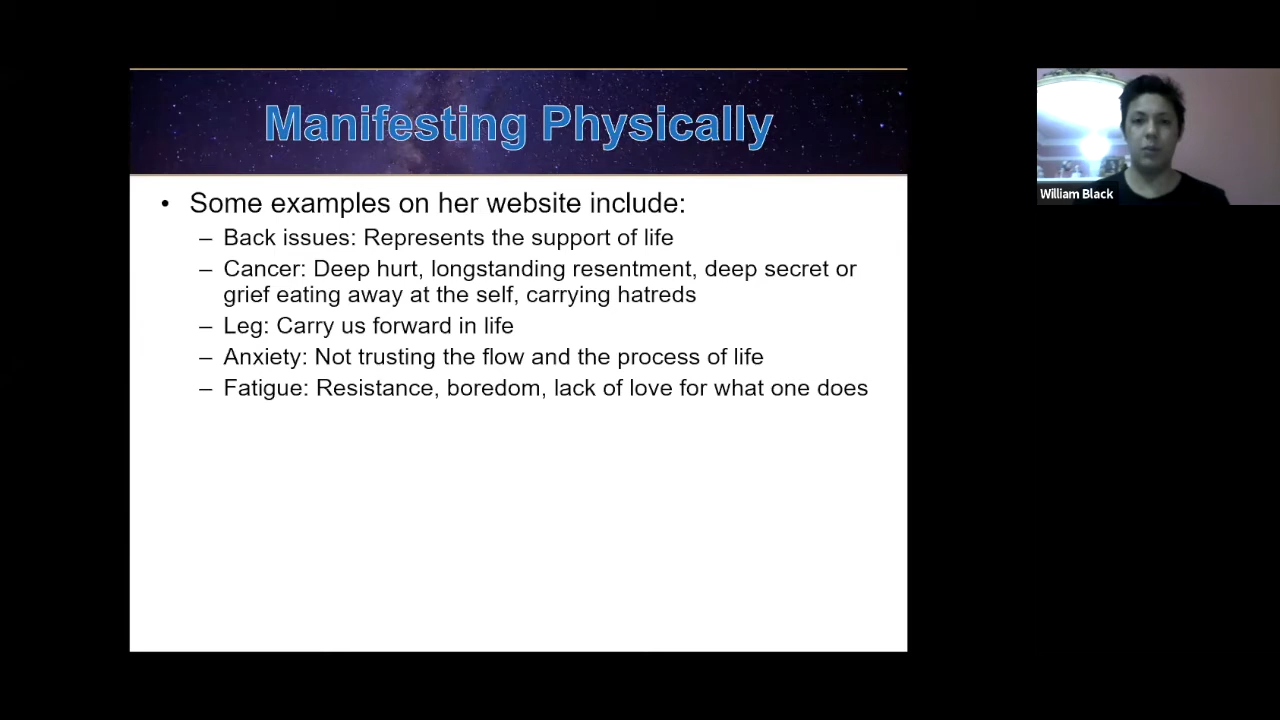 Manifesting Physically
• Some examples on her website include:
– Back issues: Represents the support of life
– Cancer: Deep hurt, longstanding resentment, deep secret or
grief eating away at the self, carrying hatreds
– Leg: Carry us forward in life
– Anxiety: Not trusting the flow and the process of life
– Fatigue: Resistance, boredom, lack of love for what one does
William Black